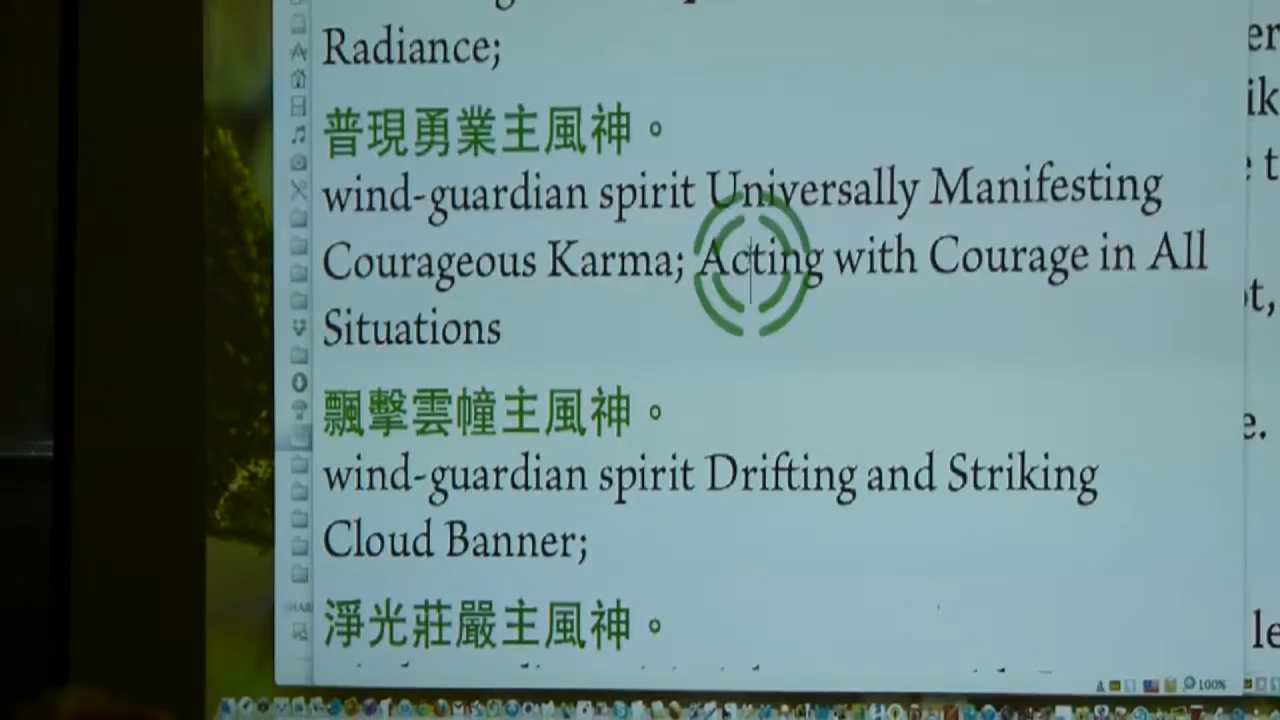 Radiance;
普現勇業主風神。
wind-guardian spirit Universally Manifesting
Courageous Karma; Acting with Courage in All
Situations
飄擊雲幢主風神。
wind-guardian spirit Drifting and Striking
Cloud Banner;
淨光莊嚴主風神。
100%